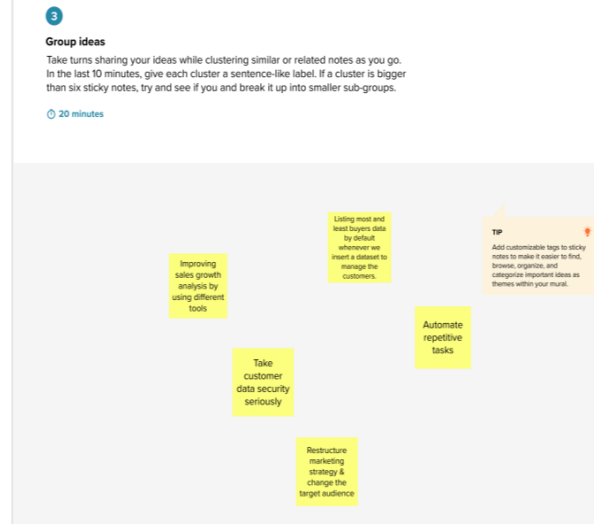 3
Group ideas
Take turns sharing your ideas while clustering similar or related notes as you go.
In the last 10 minutes, give each cluster a sentence-like label. If a cluster is bigger
than six sticky notes, try and see if you and break it up into smaller sub-groups.
20 minutes
Listing most and
least buyers data
by default
whenever we
insert a dataset to
manage the
customers.
TIP
Add customizable tags to sticky
notes to make it easier to find,
browse, organize, and
categorize important ideas as
themes within your mural.
Improving
sales growth
analysis by
using different
tools
Automate
repetitive
tasks
Take
customer
data security
seriously
Restructure
marketing
strategy &
change the
target audience